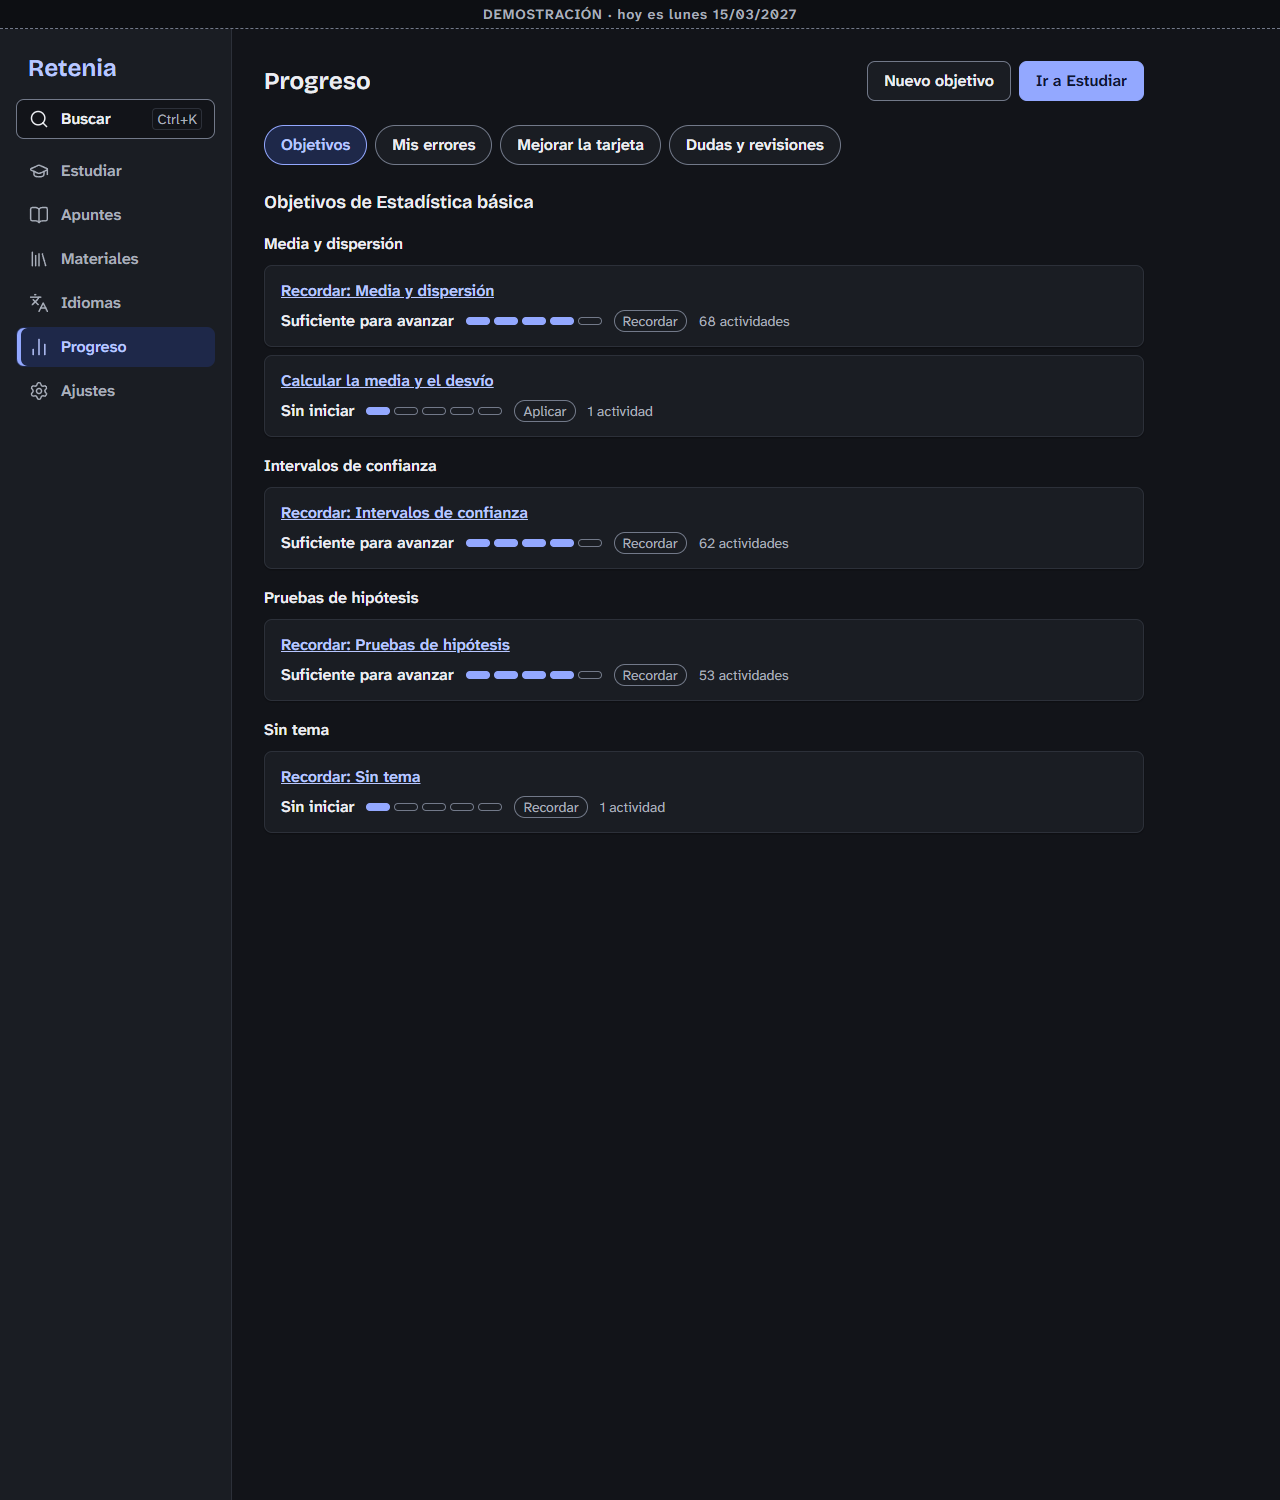 DEMOSTRACIÓN · hoy es lunes 15/03/2027
Retenia
Buscar Ctrl+K
Estudiar
Apuntes
Materiales
Idiomas
Progreso
Ajustes
Progreso
Nuevo objetivo
Ir a Estudiar
Objetivos
Mis errores
Mejorar la tarjeta
Dudas y revisiones
Objetivos de Estadística básica
Media y dispersión
Recordar: Media y dispersión
Suficiente para avanzar Recordar 68 actividades
Calcular la media y el desvío
Sin iniciar Aplicar 1 actividad
Intervalos de confianza
Recordar: Intervalos de confianza
Suficiente para avanzar Recordar 62 actividades
Pruebas de hipótesis
Recordar: Pruebas de hipótesis
Suficiente para avanzar Recordar 53 actividades
Sin tema
Recordar: Sin tema
Sin iniciar Recordar 1 actividad